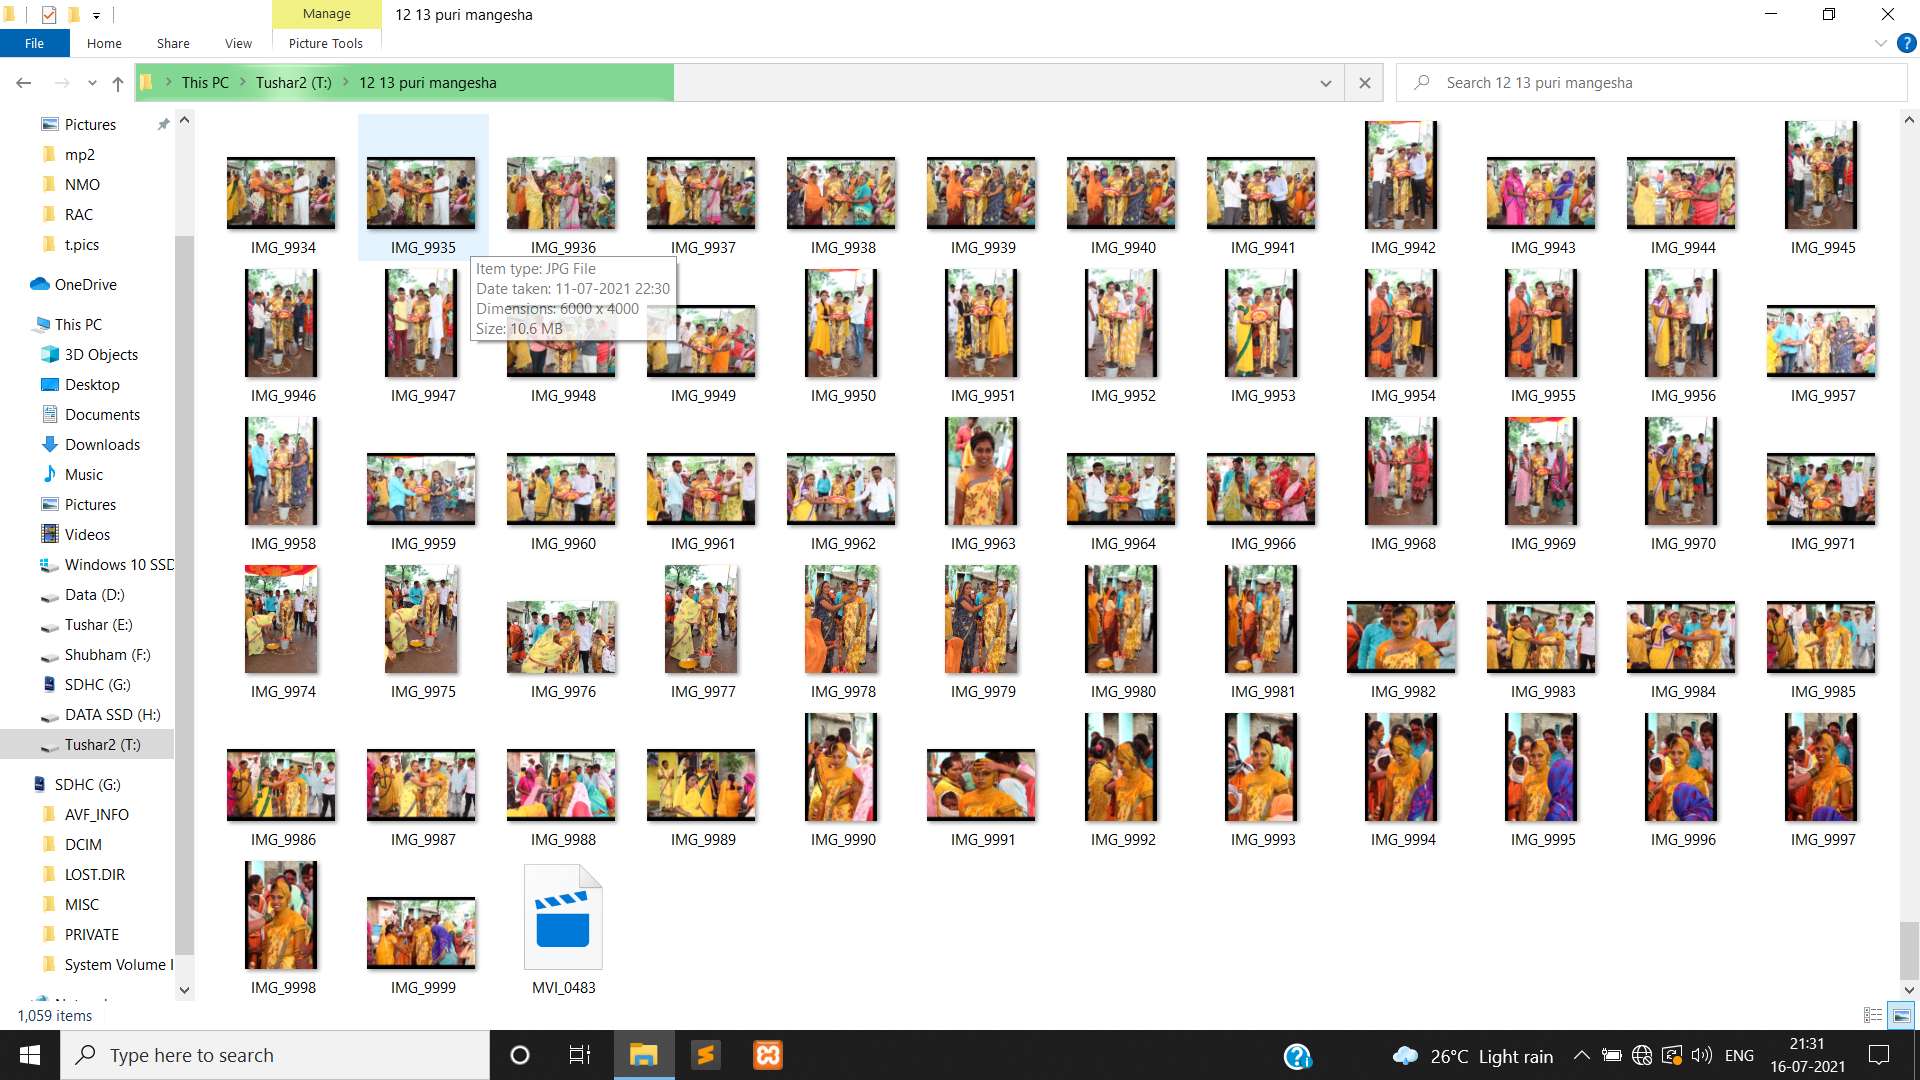 Manage
12 13 puri mangesha
File
Home
Share
View
Picture Tools
?
This PC
Tushar2 (T:)
12 13 puri mangesha
Search 12 13 puri mangesha
Pictures
mp2
NMO
RAC
t.pics
OneDrive
This PC
3D Objects
Desktop
Documents
Downloads
Music
Pictures
Videos
Windows 10 SSD
Data (D:)
Tushar (E:)
Shubham (F:)
SDHC (G:)
DATA SSD (H:)
Tushar2 (T:)
SDHC (G:)
AVF_INFO
DCIM
LOST.DIR
MISC
PRIVATE
System Volume I
IMG_9934
IMG_9935
IMG_9936
IMG_9937
IMG_9938
IMG_9939
IMG_9940
IMG_9941
IMG_9942
IMG_9943
IMG_9944
IMG_9945
Item type: JPG File
Date taken: 11-07-2021 22:30
Dimensions: 6000 x 4000
Size: 10.6 MB
IMG_9946
IMG_9947
IMG_9948
IMG_9949
IMG_9950
IMG_9951
IMG_9952
IMG_9953
IMG_9954
IMG_9955
IMG_9956
IMG_9957
IMG_9958
IMG_9959
IMG_9960
IMG_9961
IMG_9962
IMG_9963
IMG_9964
IMG_9966
IMG_9968
IMG_9969
IMG_9970
IMG_9971
IMG_9974
IMG_9975
IMG_9976
IMG_9977
IMG_9978
IMG_9979
IMG_9980
IMG_9981
IMG_9982
IMG_9983
IMG_9984
IMG_9985
IMG_9986
IMG_9987
IMG_9988
IMG_9989
IMG_9990
IMG_9991
IMG_9992
IMG_9993
IMG_9994
IMG_9995
IMG_9996
IMG_9997
IMG_9998
IMG_9999
MVI_0483
1,059 items
Type here to search
26°C Light rain
ENG
21:31
16-07-2021